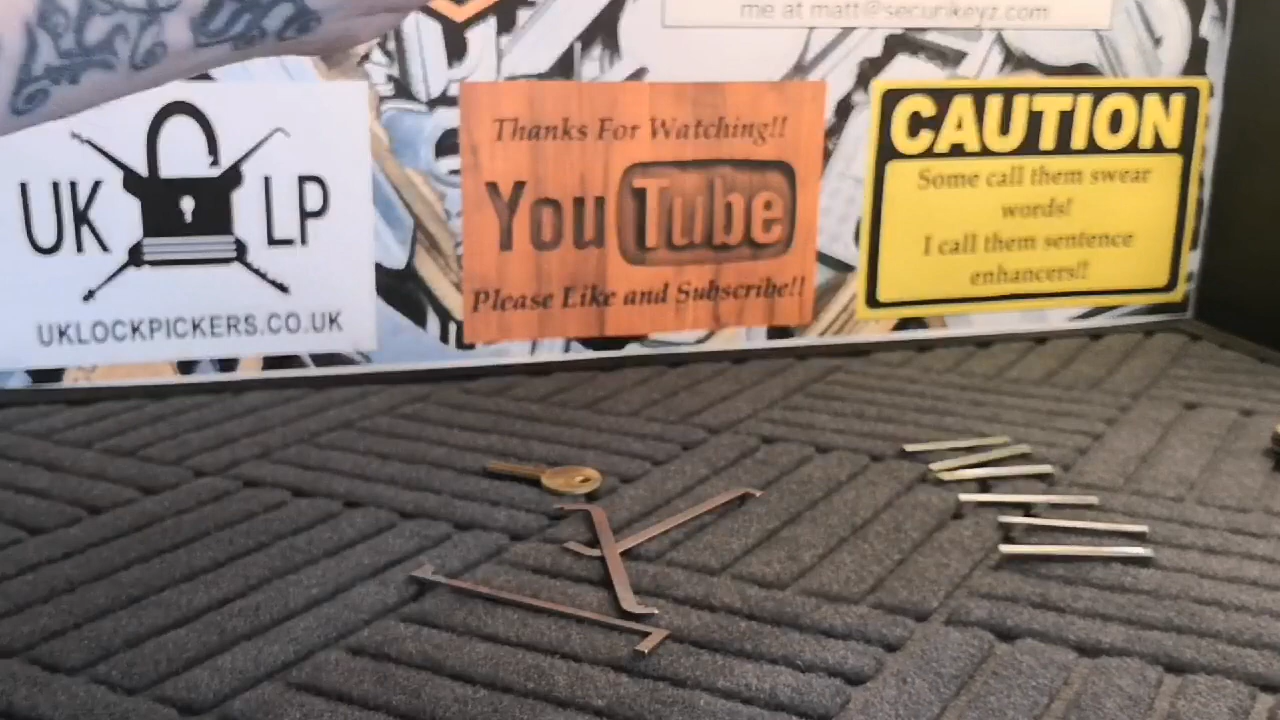 me at matt@securikeyz.com
UK LP
UKLOCKPICKERS.CO.UK
Thanks For Watching!!
YouTube
Please Like and Subscribe!!
CAUTION
Some call them swear
words!
I call them sentence
enhancers!!